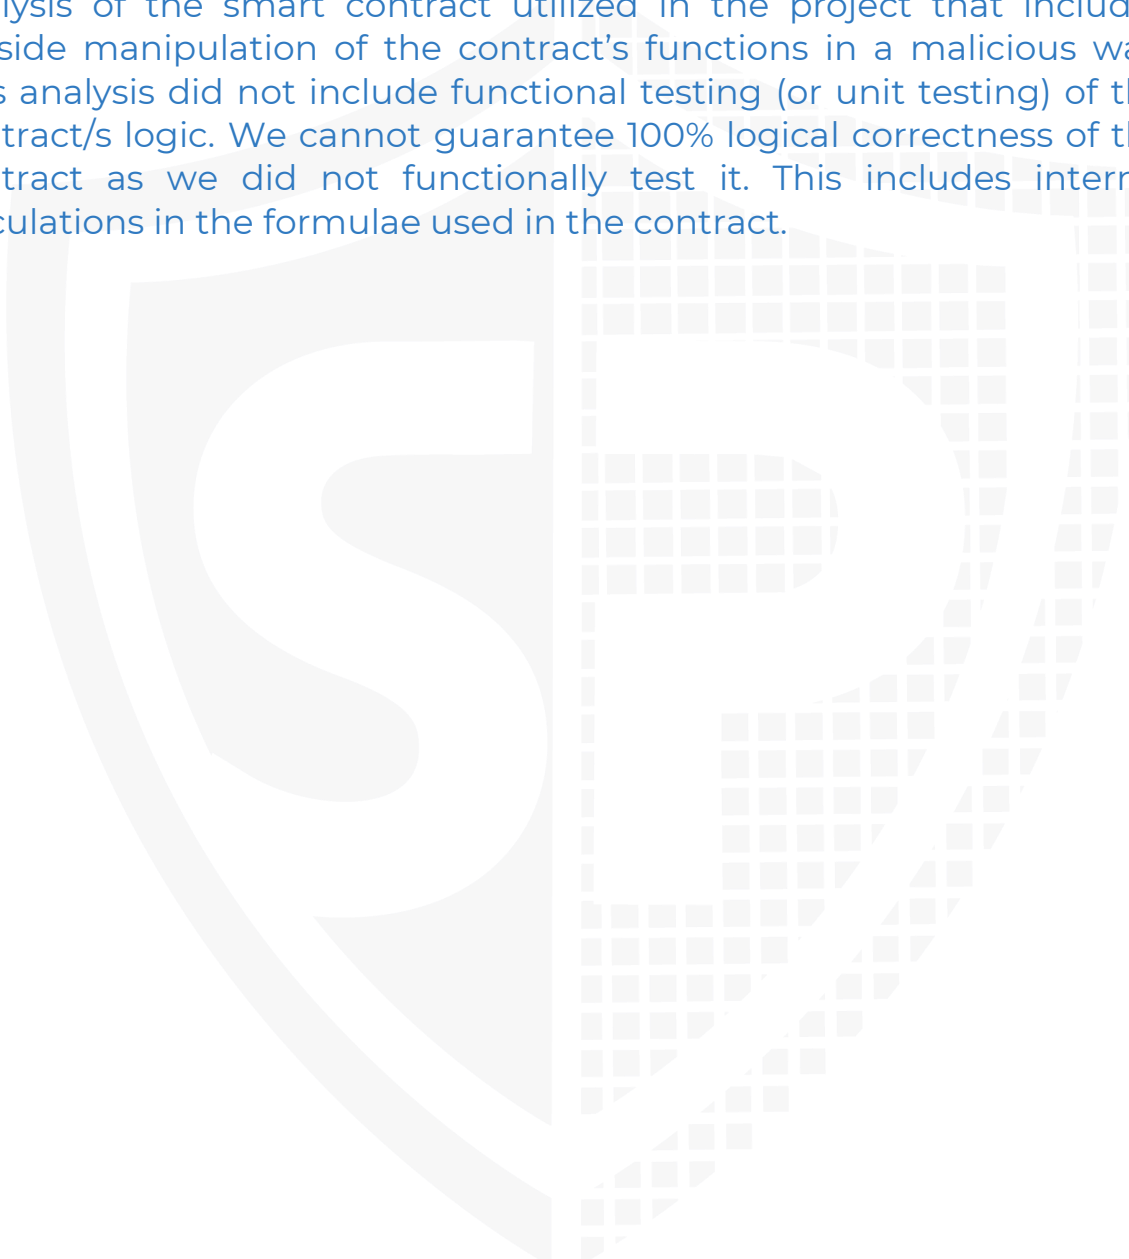 lysis of the smart contract utilized in the project that includ
side manipulation of the contract's functions in a malicious wa
s analysis did not include functional testing (or unit testing) of th
tract/s logic. We cannot guarantee 100% logical correctness of th
tract as we did not functionally test it. This includes intern
culations in the formulae used in the contract.
SP